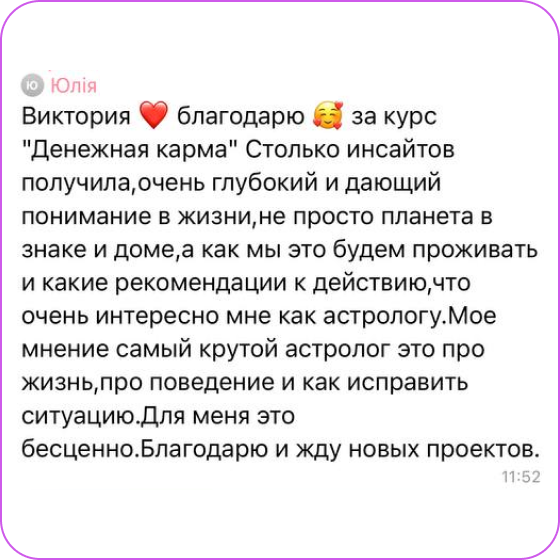 Ю Юлія
Виктория ❤️ благодарю 🥰 за курс
"Денежная карма" Столько инсайтов
получила,очень глубокий и дающий
понимание в жизни,не просто планета в
знаке и доме,а как мы это будем проживать
и какие рекомендации к действию,что
очень интересно мне как астрологу.Мое
мнение самый крутой астролог это про
жизнь,про поведение и как исправить
ситуацию.Для меня это
бесценно.Благодарю и жду новых проектов.
11:52